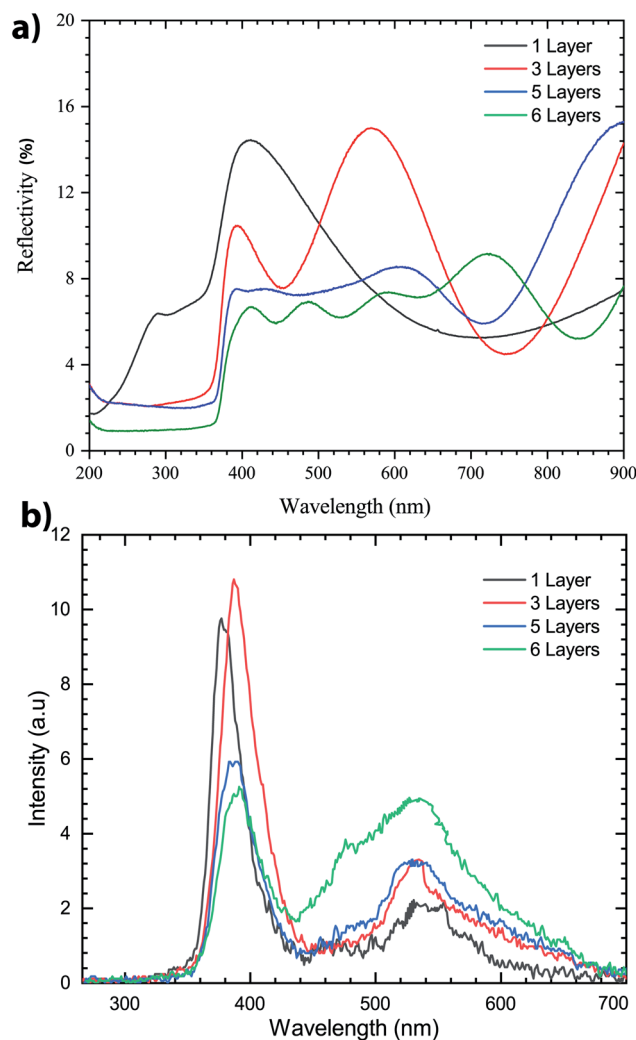 a)
20
16
12
8
4
0
Reflectivity (%)
1 Layer
3 Layers
5 Layers
6 Layers
200 300 400 500 600 700 800 900
Wavelength (nm)
b)
12
10
8
6
4
2
0
Intensity (a.u)
1 Layer
3 Layers
5 Layers
6 Layers
300 400 500 600 700
Wavelength (nm)